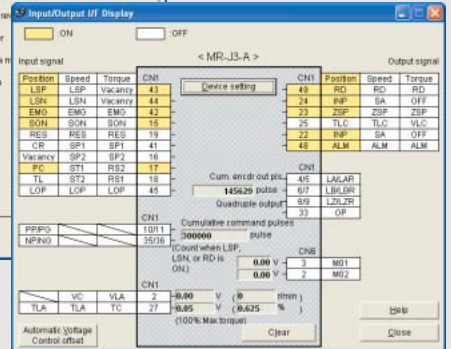 Input/Output I/F Display
:ON :OFF
Input signal < MR-J3-A > Output signal
Position Speed Torque CN1 CN1 Position Speed Torque
LSP LSP Vacancy 43 Device setting 49 RD RD RD
LSN LSN Vacancy 44 24 INP SA OFF
EMG EMG EMG 42 23 ZSP ZSP ZSP
SON SON SON 15 25 TLC TLC VLC
RES RES RES 19 22 INP SA OFF
CR SP1 SP1 41 48 ALM ALM ALM
Vacancy SP2 SP2 16
PC ST1 RS2 17 CN1
TL ST2 RS1 18 Cum. encdr out pls. 4/5 LA/LAR
LOP LOP LOP 45 145629 pulse 6/7 LB/LBR
Quadruple output 8/9 LZ/LZR
33 OP
CN1 Cumulative command pulses
PP/PG 10/11 300000 pulse
NP/NG 35/36 (Count when LSP,
LSN, or RD is
ON.)
CN6
0.00 V 3 MO1
0.00 V 2 MO2
CN1
VC VLA 2 0.00 V ( 0 r/min )
TLA TLA TC 27 0.05 V ( 0.625 % )
(100% Max torque)
Help
Automatic Voltage
Control offset
Clear Close